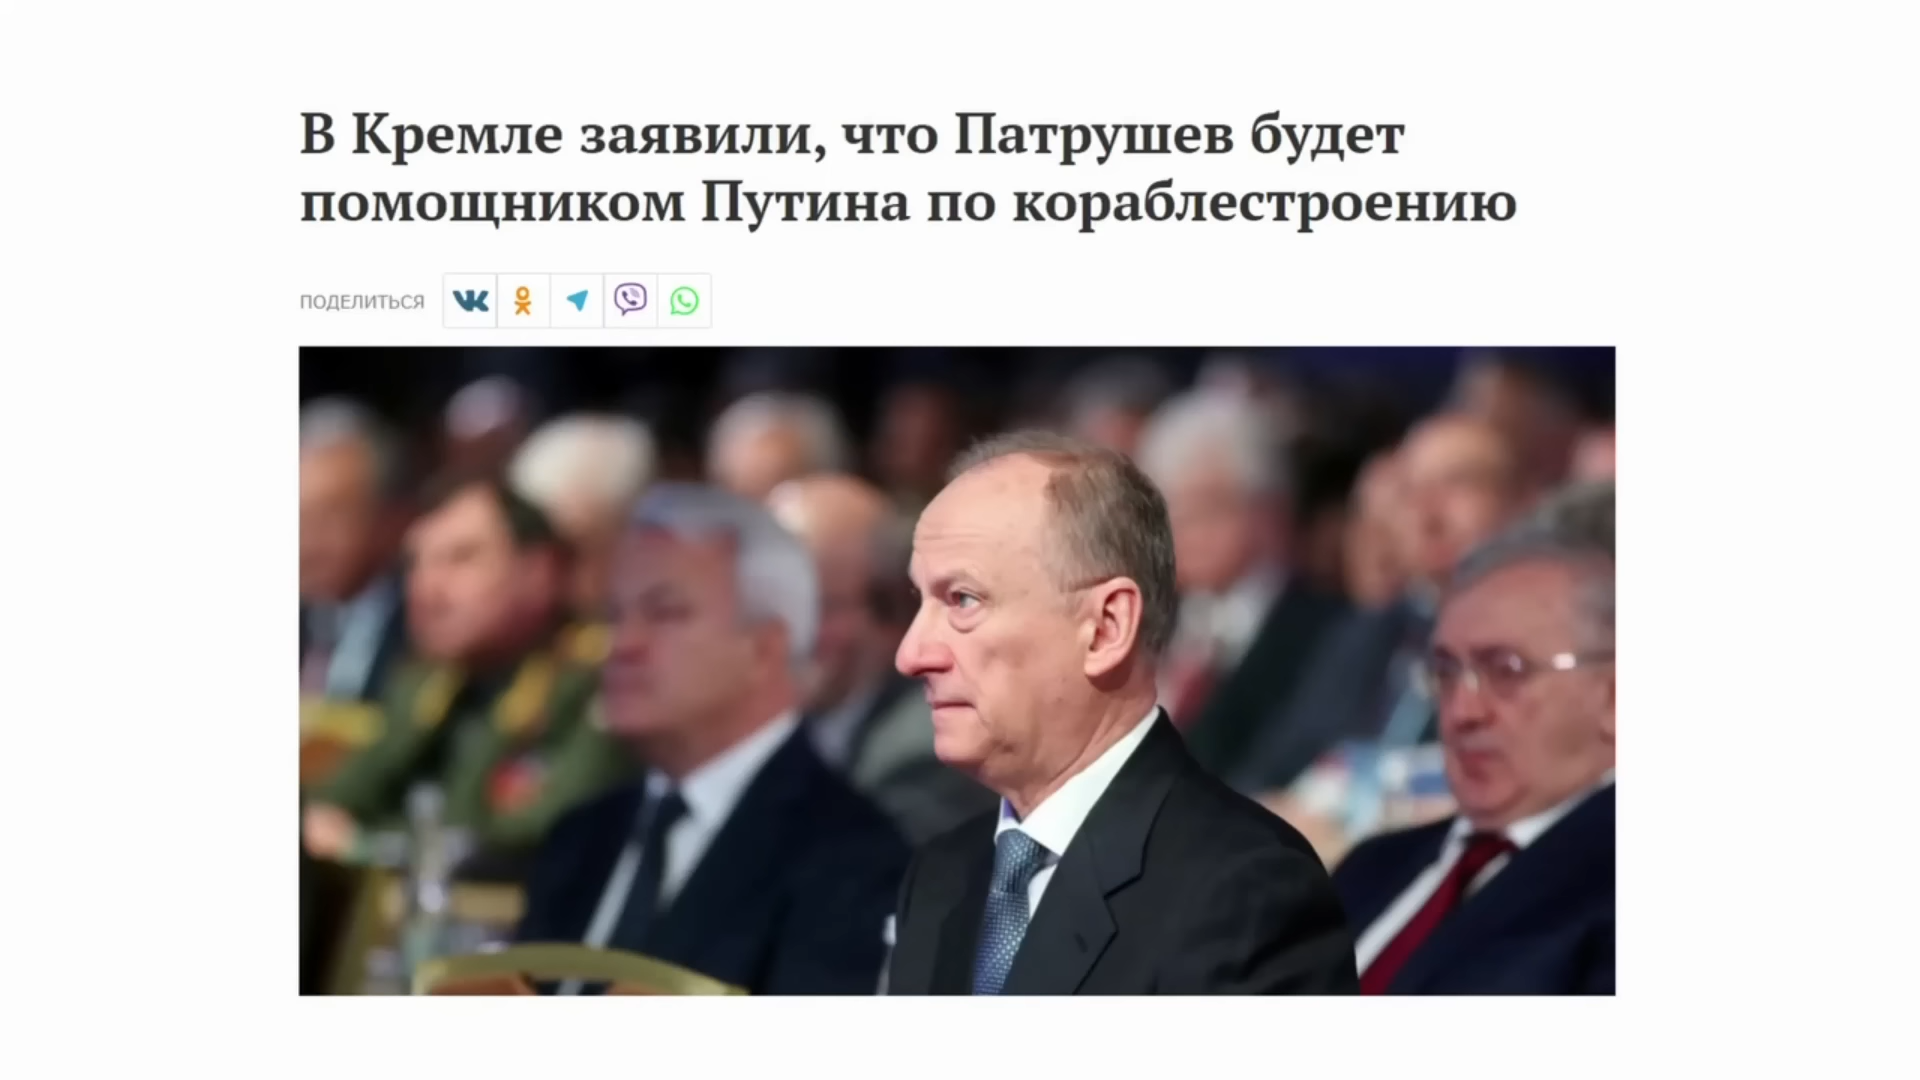 В Кремле заявили, что Патрушев будет
помощником Путина по кораблестроению
ПОДЕЛИТЬСЯ